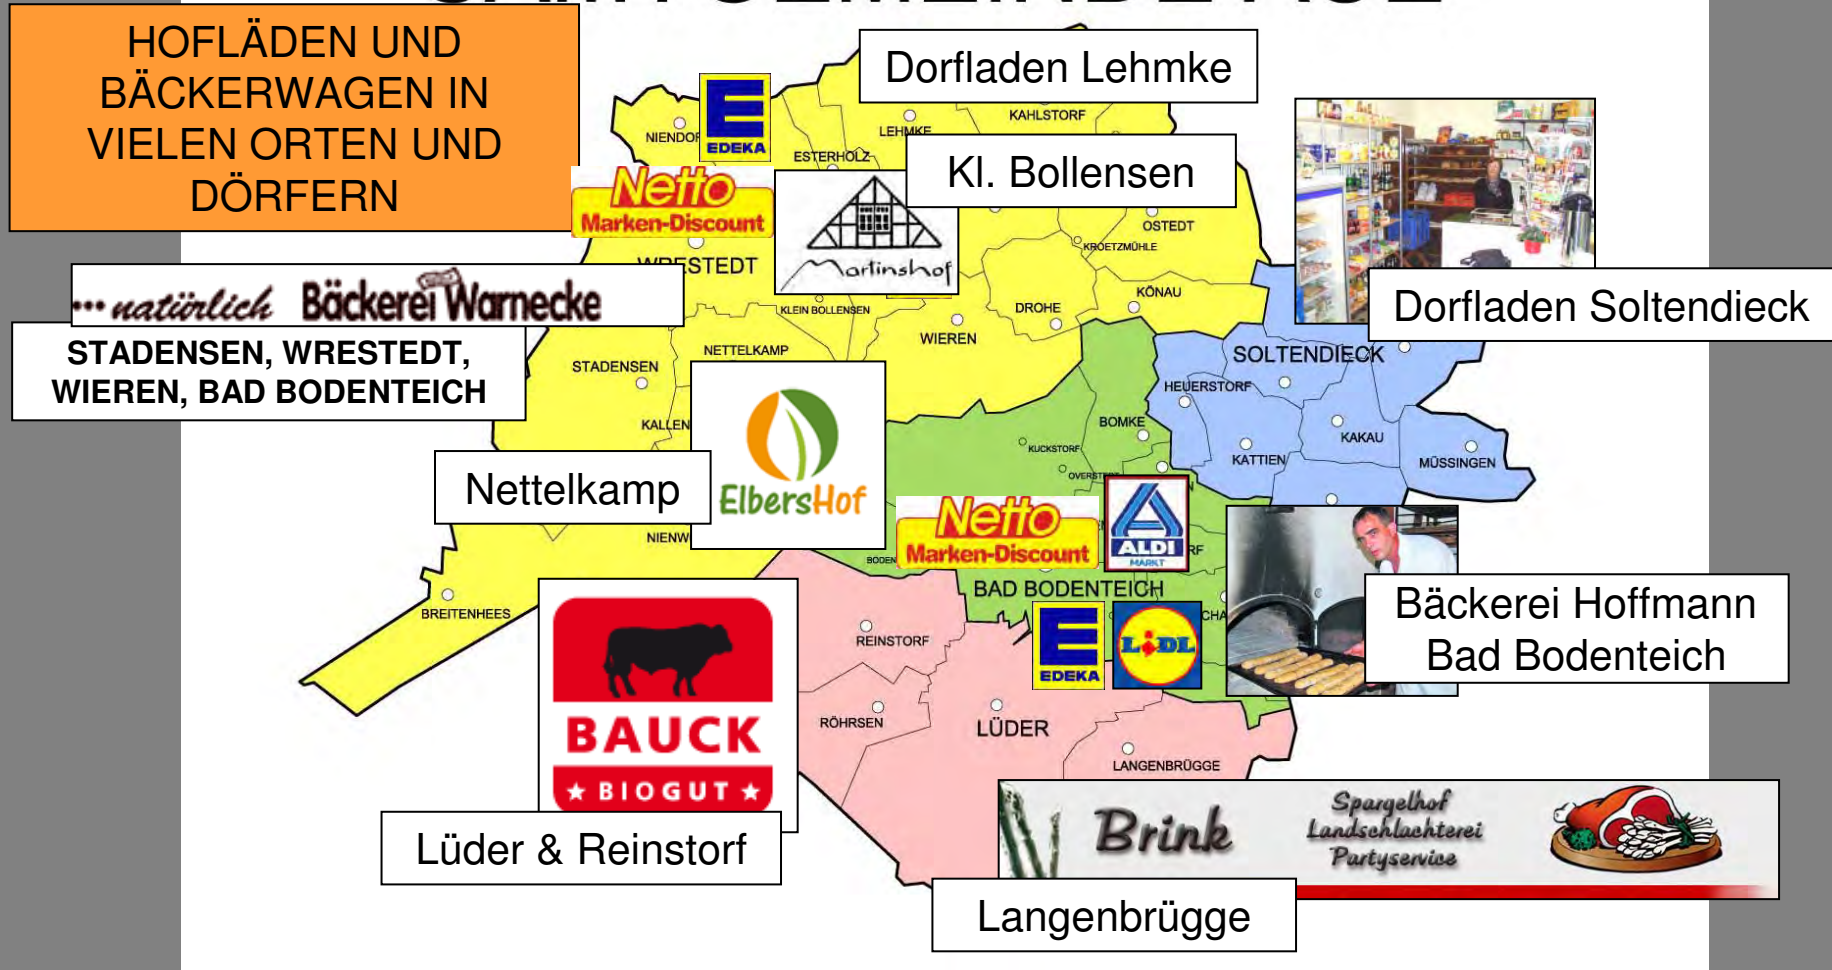 SAMTGEMEINDE AUE
HOFLÄDEN UND
BÄCKERWAGEN IN
VIELEN ORTEN UND
DÖRFERN
Dorfladen Lehmke
KAHLSTORF
LEHMKE
EDEKA
ESTERHOLZ
Kl. Bollensen
Netto
Marken-Discount
Martinshof
OSTEDT
KROETZMÜHLE
WRESTEDT
... natürlich Bäckerei Warnecke
STADENSEN, WRESTEDT,
WIEREN, BAD BODENTEICH
KLEIN BOLLENSEN
DROHE
KÖNAU
WIEREN
NETTELKAMP
STADENSEN
Dorfladen Soltendieck
SOLTENDIECK
HEUERSTORF
KAKAU
KATTIEN
MÜSSINGEN
BOMKE
KUCKSTORF
Nettelkamp
ElbersHof
Netto
Marken-Discount
ALDI
MARKT
BAD BODENTEICH
EDEKA
LIDL
Bäckerei Hoffmann
Bad Bodenteich
BREITENHEES
REINSTORF
RÖHRSEN
LÜDER
LANGENBRÜGGE
BAUCK
BIOGUT
Lüder & Reinstorf
Brink
Spargelhof
Landschlachterei
Partyservice
Langenbrügge